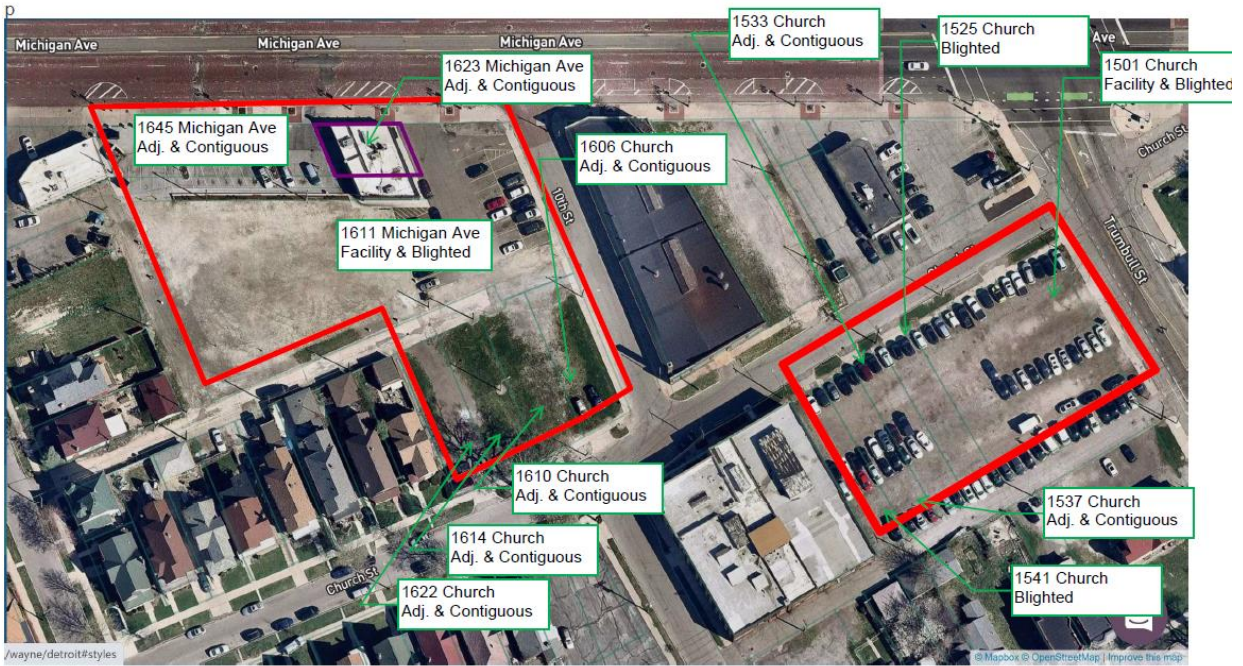 p
Michigan Ave
Michigan Ave
Michigan Ave
Ave
1533 Church
Adj. & Contiguous
1525 Church
Blighted
1501 Church
Facility & Blighted
1623 Michigan Ave
Adj. & Contiguous
1645 Michigan Ave
Adj. & Contiguous
1606 Church
Adj. & Contiguous
Church St
10th St
1611 Michigan Ave
Facility & Blighted
Trumbull St
1610 Church
Adj. & Contiguous
1537 Church
Adj. & Contiguous
1614 Church
Adj. & Contiguous
1541 Church
Blighted
Church St
1622 Church
Adj. & Contiguous
/wayne/detroit#styles
© Mapbox © OpenStreetMap | Improve this map